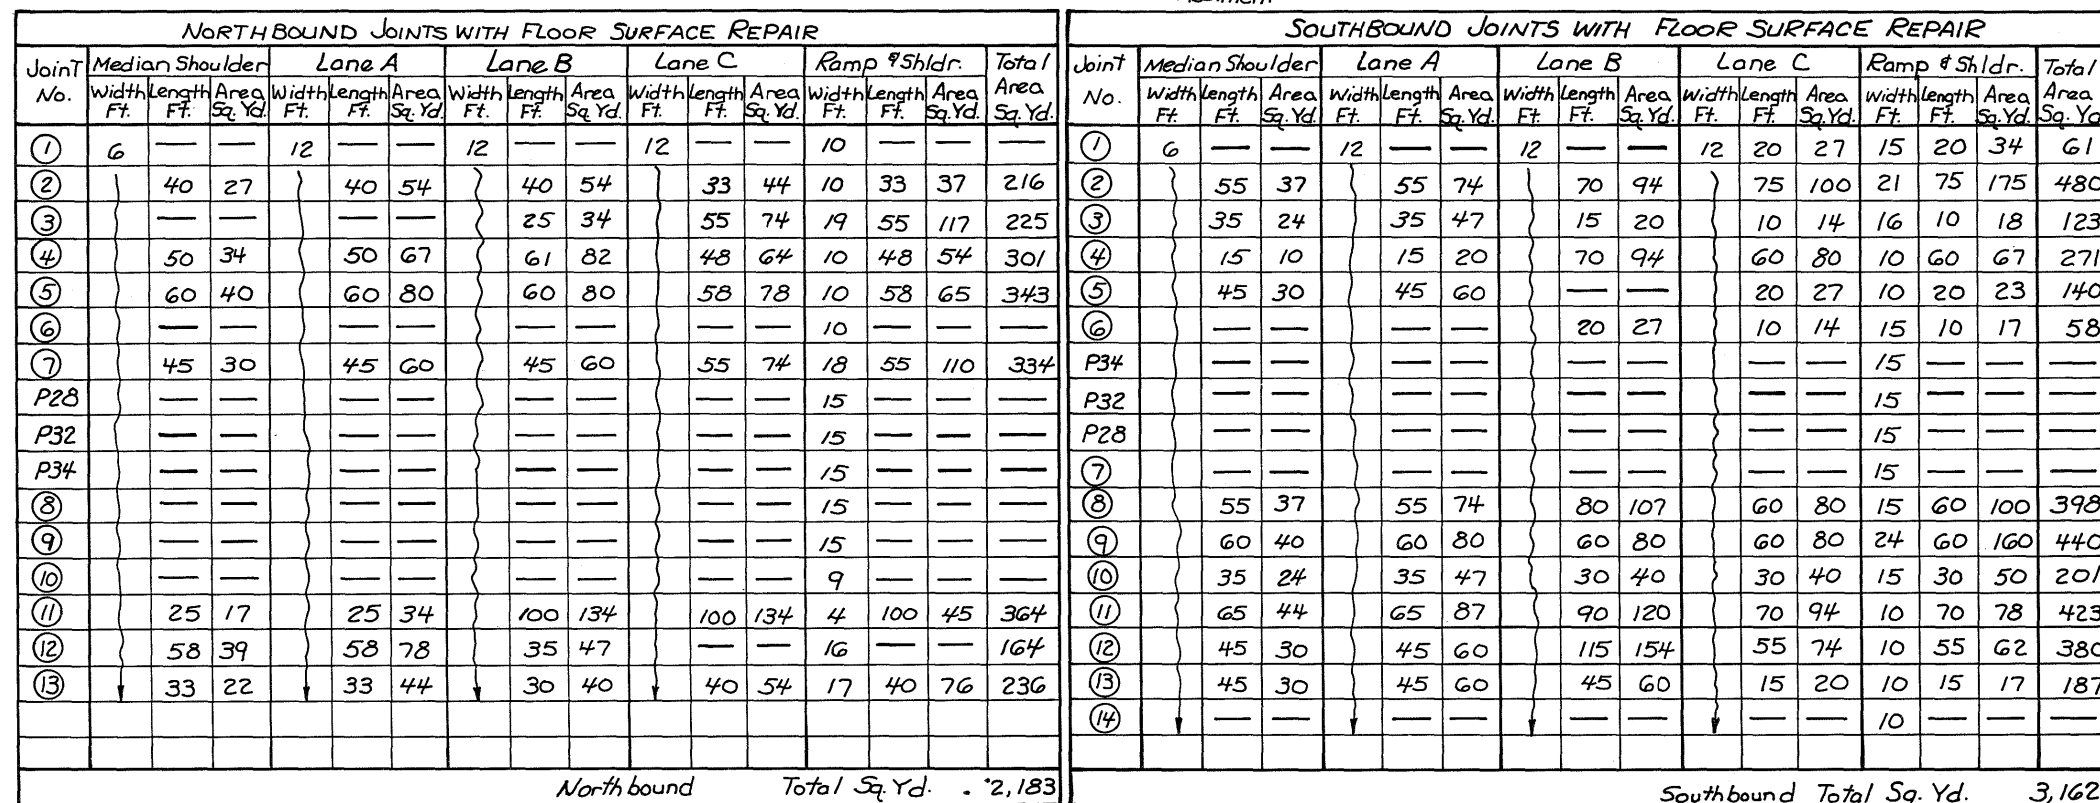 NORTHBOUND JOINTS WITH FLOOR SURFACE REPAIR
Joint No. Median Shoulder Lane A Lane B Lane C Ramp & Shldr. Total Area Sq. Yd.
Width Ft. Length Ft. Area Sq. Yd. Width Ft. Length Ft. Area Sq. Yd. Width Ft. Length Ft. Area Sq. Yd. Width Ft. Length Ft. Area Sq. Yd. Width Ft. Length Ft. Area Sq. Yd.
1 6 — — 12 — — 12 — — 12 — — 10 — — —
2 40 27 40 54 40 54 33 44 10 33 37 216
3 — — — — 25 34 55 74 19 55 117 225
4 50 34 50 67 61 82 48 64 10 48 54 301
5 60 40 60 80 60 80 58 78 10 58 65 343
6 — — — — — — — — 10 — — —
7 45 30 45 60 45 60 55 74 18 55 110 334
P28 — — — — — — — — 15 — — —
P32 — — — — — — — — 15 — — —
P34 — — — — — — — — 15 — — —
8 — — — — — — — — 15 — — —
9 — — — — — — — — 15 — — —
10 — — — — — — — — 9 — — —
11 25 17 25 34 100 134 100 134 4 100 45 364
12 58 39 58 78 35 47 — — 16 — — 164
13 33 22 33 44 30 40 40 54 17 40 76 236
Northbound Total Sq. Yd. 2,183
SOUTHBOUND JOINTS WITH FLOOR SURFACE REPAIR
Joint No. Median Shoulder Lane A Lane B Lane C Ramp & Shldr. Total Area Sq. Yd
Width Ft. Length Ft. Area Sq. Yd. Width Ft. Length Ft. Area Sq. Yd. Width Ft. Length Ft. Area Sq. Yd. Width Ft. Length Ft. Area Sq. Yd. Width Ft. Length Ft. Area Sq. Yd.
1 6 — — 12 — — 12 — — 12 20 27 15 20 34 61
2 55 37 55 74 70 94 75 100 21 75 175 480
3 35 24 35 47 15 20 10 14 16 10 18 123
4 15 10 15 20 70 94 60 80 10 60 67 271
5 45 30 45 60 — — 20 27 10 20 23 140
6 — — — — 20 27 10 14 15 10 17 58
P34 — — — — — — — — 15 — — —
P32 — — — — — — — — 15 — — —
P28 — — — — — — — — 15 — — —
7 — — — — — — — — 15 — — —
8 55 37 55 74 80 107 60 80 15 60 100 398
9 60 40 60 80 60 80 60 80 24 60 160 440
10 35 24 35 47 30 40 30 40 15 30 50 201
11 65 44 65 87 90 120 70 94 10 70 78 423
12 45 30 45 60 115 154 55 74 10 55 62 380
13 45 30 45 60 45 60 15 20 10 15 17 187
14 — — — — — — — — 10 — — —
Southbound Total Sq. Yd. 3,162